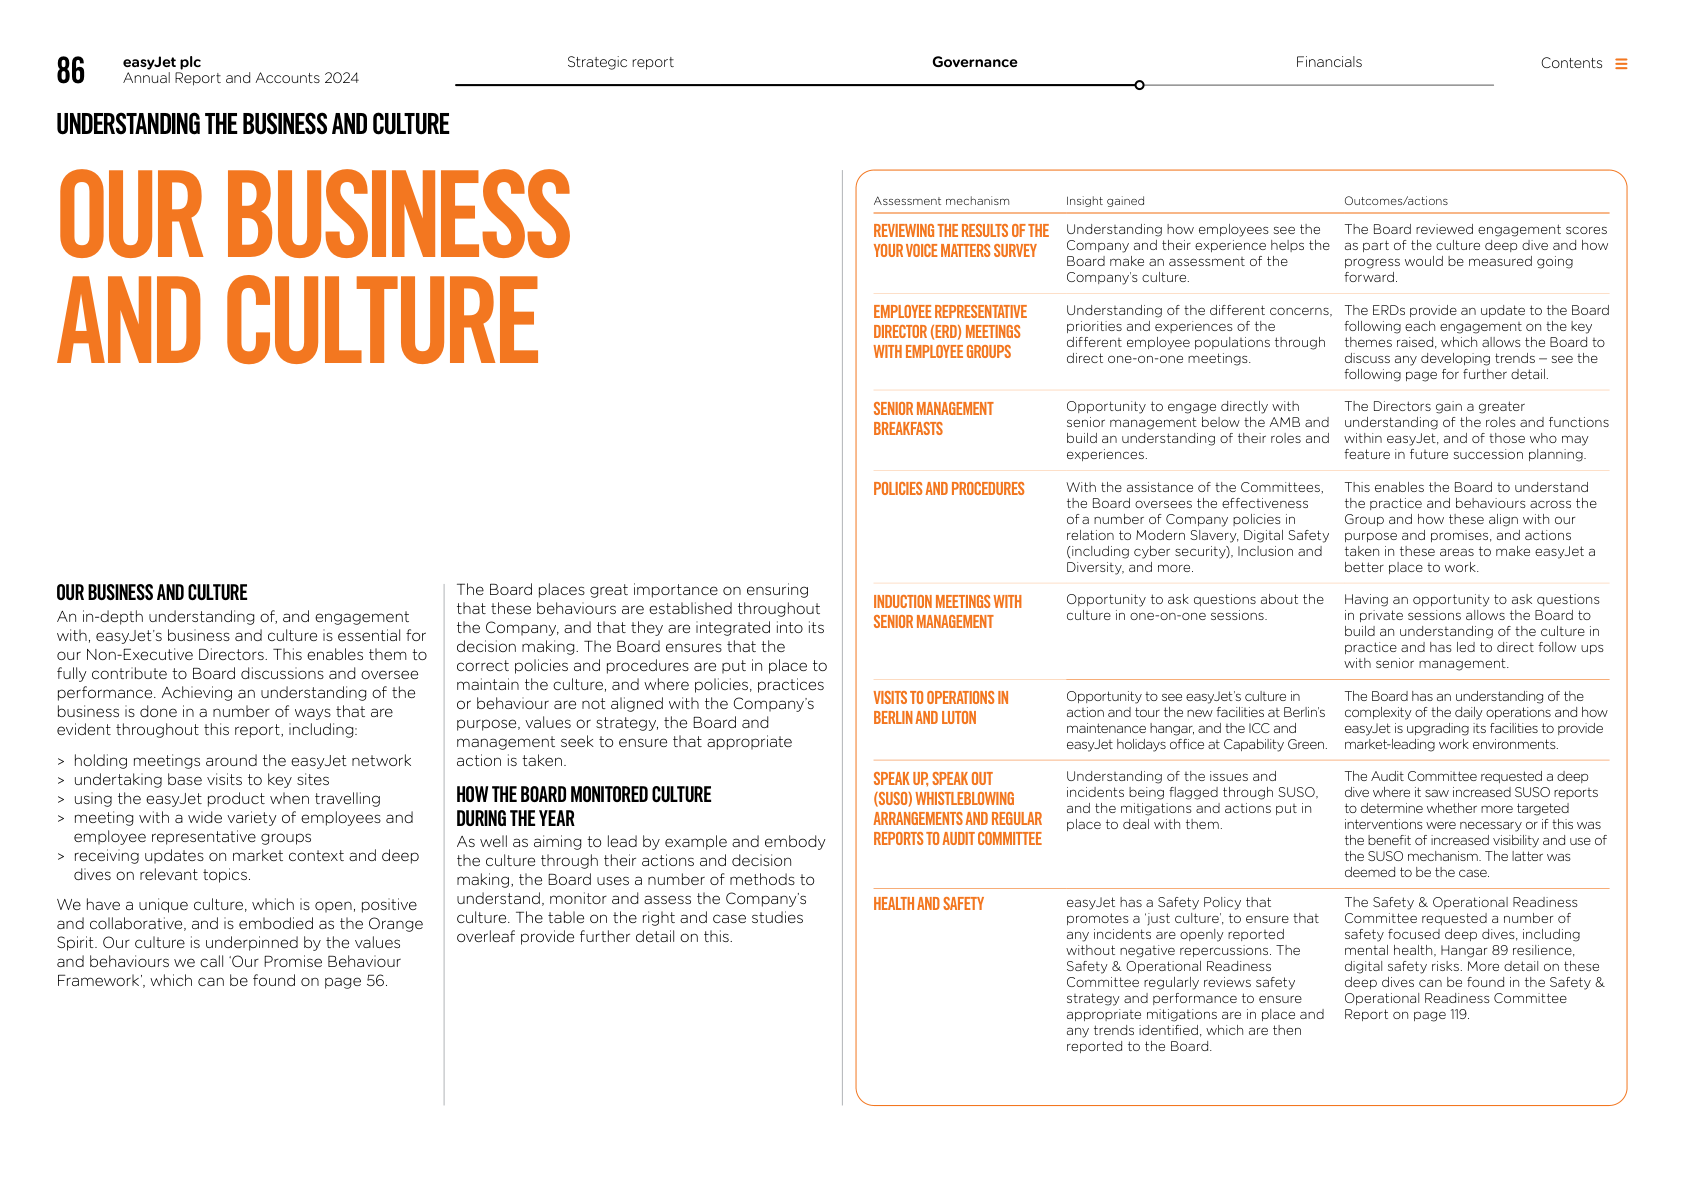 86
easyJet plc
Annual Report and Accounts 2024
Strategic report
Governance
Financials
Contents
UNDERSTANDING THE BUSINESS AND CULTURE
OUR BUSINESS
AND CULTURE
OUR BUSINESS AND CULTURE
An in-depth understanding of, and engagement
with, easyJet's business and culture is essential for
our Non-Executive Directors. This enables them to
fully contribute to Board discussions and oversee
performance. Achieving an understanding of the
business is done in a number of ways that are
evident throughout this report, including:
> holding meetings around the easyJet network
> undertaking base visits to key sites
> using the easyJet product when travelling
> meeting with a wide variety of employees and
employee representative groups
> receiving updates on market context and deep
dives on relevant topics.
We have a unique culture, which is open, positive
and collaborative, and is embodied as the Orange
Spirit. Our culture is underpinned by the values
and behaviours we call 'Our Promise Behaviour
Framework', which can be found on page 56.
The Board places great importance on ensuring
that these behaviours are established throughout
the Company, and that they are integrated into its
decision making. The Board ensures that the
correct policies and procedures are put in place to
maintain the culture, and where policies, practices
or behaviour are not aligned with the Company's
purpose, values or strategy, the Board and
management seek to ensure that appropriate
action is taken.
HOW THE BOARD MONITORED CULTURE
DURING THE YEAR
As well as aiming to lead by example and embody
the culture through their actions and decision
making, the Board uses a number of methods to
understand, monitor and assess the Company's
culture. The table on the right and case studies
overleaf provide further detail on this.
Assessment mechanism
Insight gained
Outcomes/actions
REVIEWING THE RESULTS OF THE
YOUR VOICE MATTERS SURVEY
Understanding how employees see the
Company and their experience helps the
Board make an assessment of the
Company's culture.
The Board reviewed engagement scores
as part of the culture deep dive and how
progress would be measured going
forward.
EMPLOYEE REPRESENTATIVE
DIRECTOR (ERD) MEETINGS
WITH EMPLOYEE GROUPS
Understanding of the different concerns,
priorities and experiences of the
different employee populations through
direct one-on-one meetings.
The ERDs provide an update to the Board
following each engagement on the key
themes raised, which allows the Board to
discuss any developing trends – see the
following page for further detail.
SENIOR MANAGEMENT
BREAKFASTS
Opportunity to engage directly with
senior management below the AMB and
build an understanding of their roles and
experiences.
The Directors gain a greater
understanding of the roles and functions
within easyJet, and of those who may
feature in future succession planning.
POLICIES AND PROCEDURES
With the assistance of the Committees,
the Board oversees the effectiveness
of a number of Company policies in
relation to Modern Slavery, Digital Safety
(including cyber security), Inclusion and
Diversity, and more.
This enables the Board to understand
the practice and behaviours across the
Group and how these align with our
purpose and promises, and actions
taken in these areas to make easyJet a
better place to work.
INDUCTION MEETINGS WITH
SENIOR MANAGEMENT
Opportunity to ask questions about the
culture in one-on-one sessions.
Having an opportunity to ask questions
in private sessions allows the Board to
build an understanding of the culture in
practice and has led to direct follow ups
with senior management.
VISITS TO OPERATIONS IN
BERLIN AND LUTON
Opportunity to see easyJet's culture in
action and tour the new facilities at Berlin's
maintenance hangar, and the ICC and
easyJet holidays office at Capability Green.
The Board has an understanding of the
complexity of the daily operations and how
easyJet is upgrading its facilities to provide
market-leading work environments.
SPEAK UP, SPEAK OUT
(SUSO) WHISTLEBLOWING
ARRANGEMENTS AND REGULAR
REPORTS TO AUDIT COMMITTEE
Understanding of the issues and
incidents being flagged through SUSO,
and the mitigations and actions put in
place to deal with them.
The Audit Committee requested a deep
dive where it saw increased SUSO reports
to determine whether more targeted
interventions were necessary or if this was
the benefit of increased visibility and use of
the SUSO mechanism. The latter was
deemed to be the case.
HEALTH AND SAFETY
easyJet has a Safety Policy that
promotes a 'just culture', to ensure that
any incidents are openly reported
without negative repercussions. The
Safety & Operational Readiness
Committee regularly reviews safety
strategy and performance to ensure
appropriate mitigations are in place and
any trends identified, which are then
reported to the Board.
The Safety & Operational Readiness
Committee requested a number of
safety focused deep dives, including
mental health, Hangar 89 resilience,
digital safety risks. More detail on these
deep dives can be found in the Safety &
Operational Readiness Committee
Report on page 119.